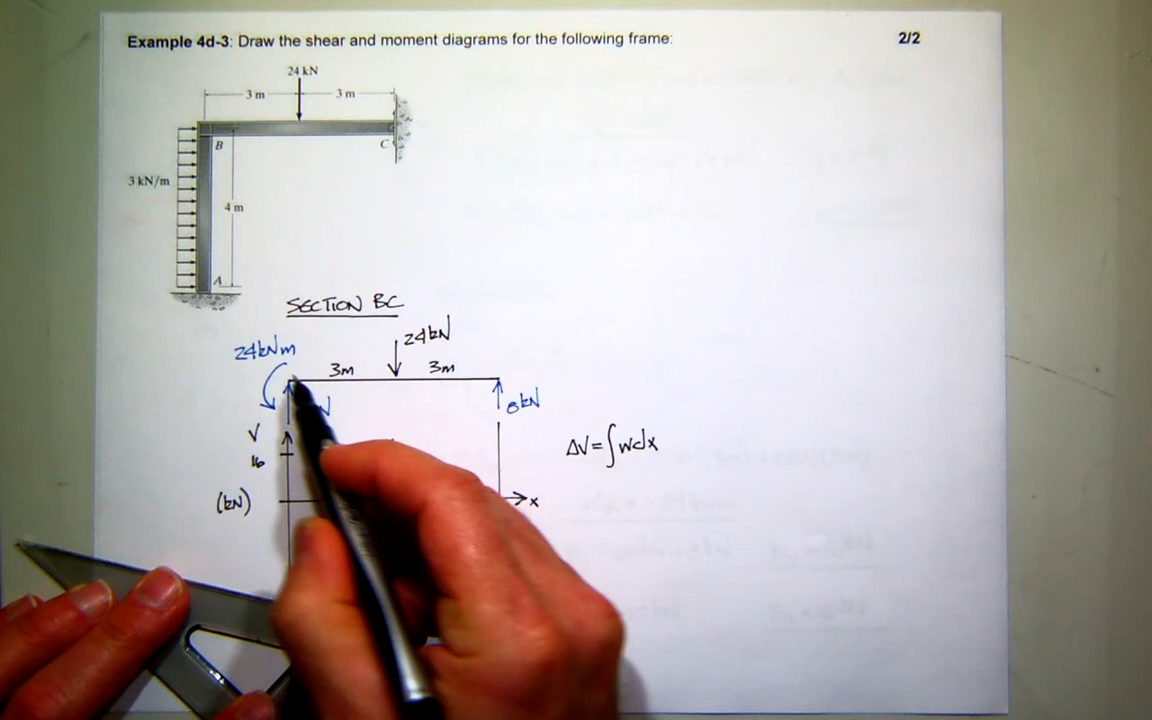 Example 4d-3: Draw the shear and moment diagrams for the following frame: 2/2
24 kN
3 m 3 m
B C
3 kN/m
4 m
A
SECTION BC
24kN
24kNm
3m 3m
8kN
V
16
ΔV=∫wdx
(kN)
x